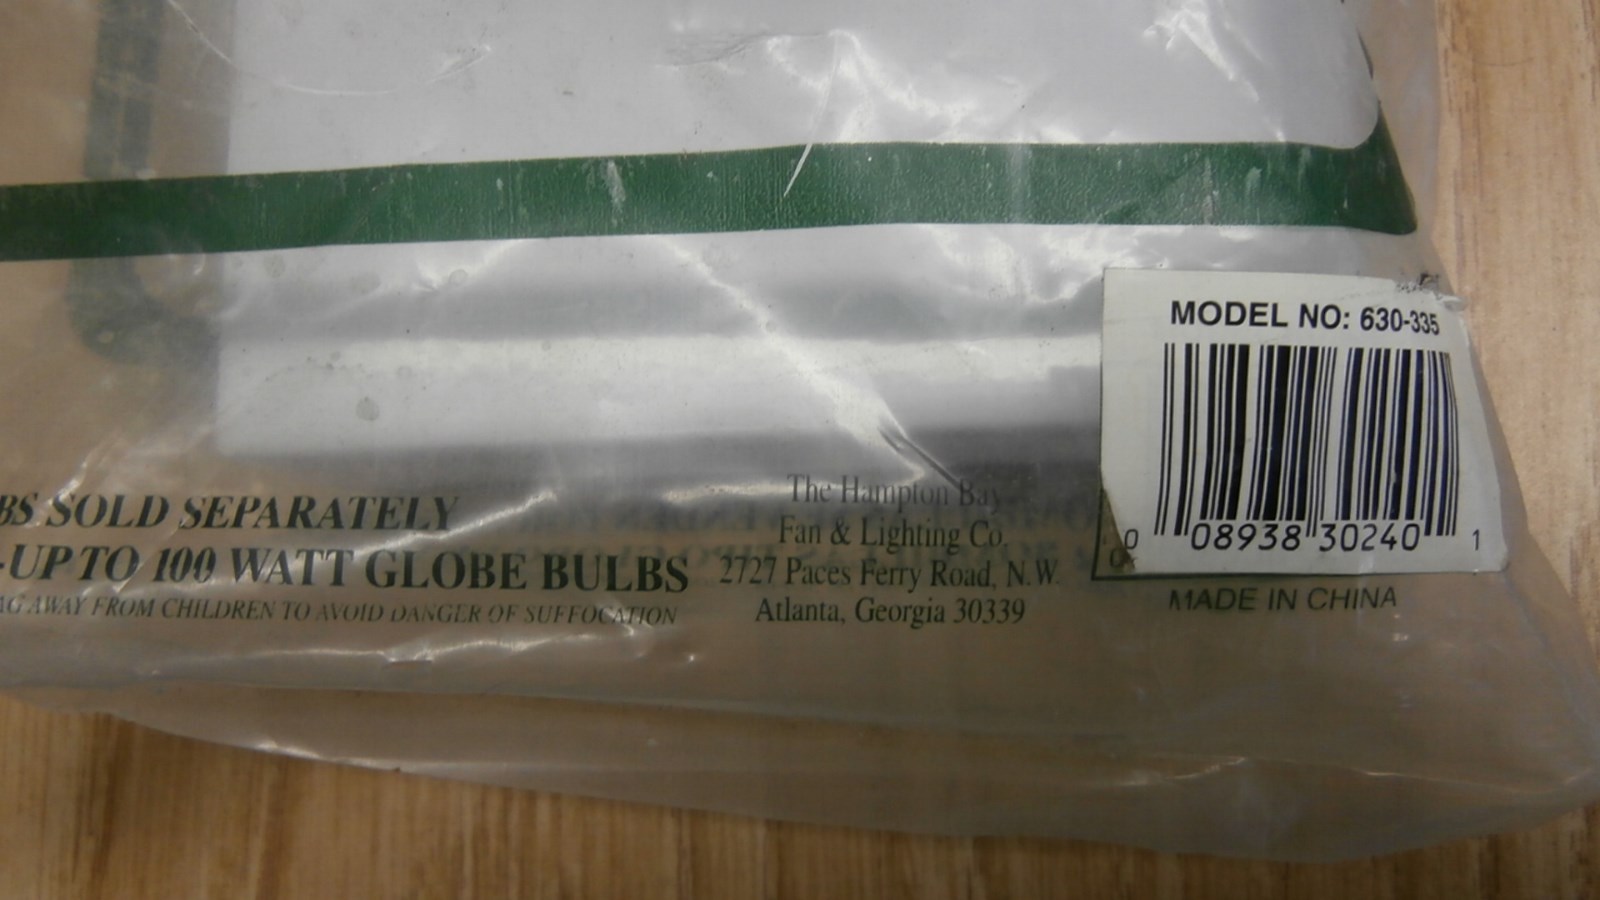 MODEL NO: 630-335
0 08938 30240 1
MADE IN CHINA
BS SOLD SEPARATELY
-UP TO 100 WATT GLOBE BULBS
AG AWAY FROM CHILDREN TO AVOID DANGER OF SUFFOCATION
The Hampton Bay
Fan & Lighting Co.
2727 Paces Ferry Road, N.W.
Atlanta, Georgia 30339